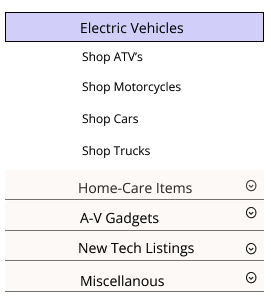 Electric Vehicles
Shop ATV's
Shop Motorcycles
Shop Cars
Shop Trucks
Home-Care Items
A-V Gadgets
New Tech Listings
Miscellanous